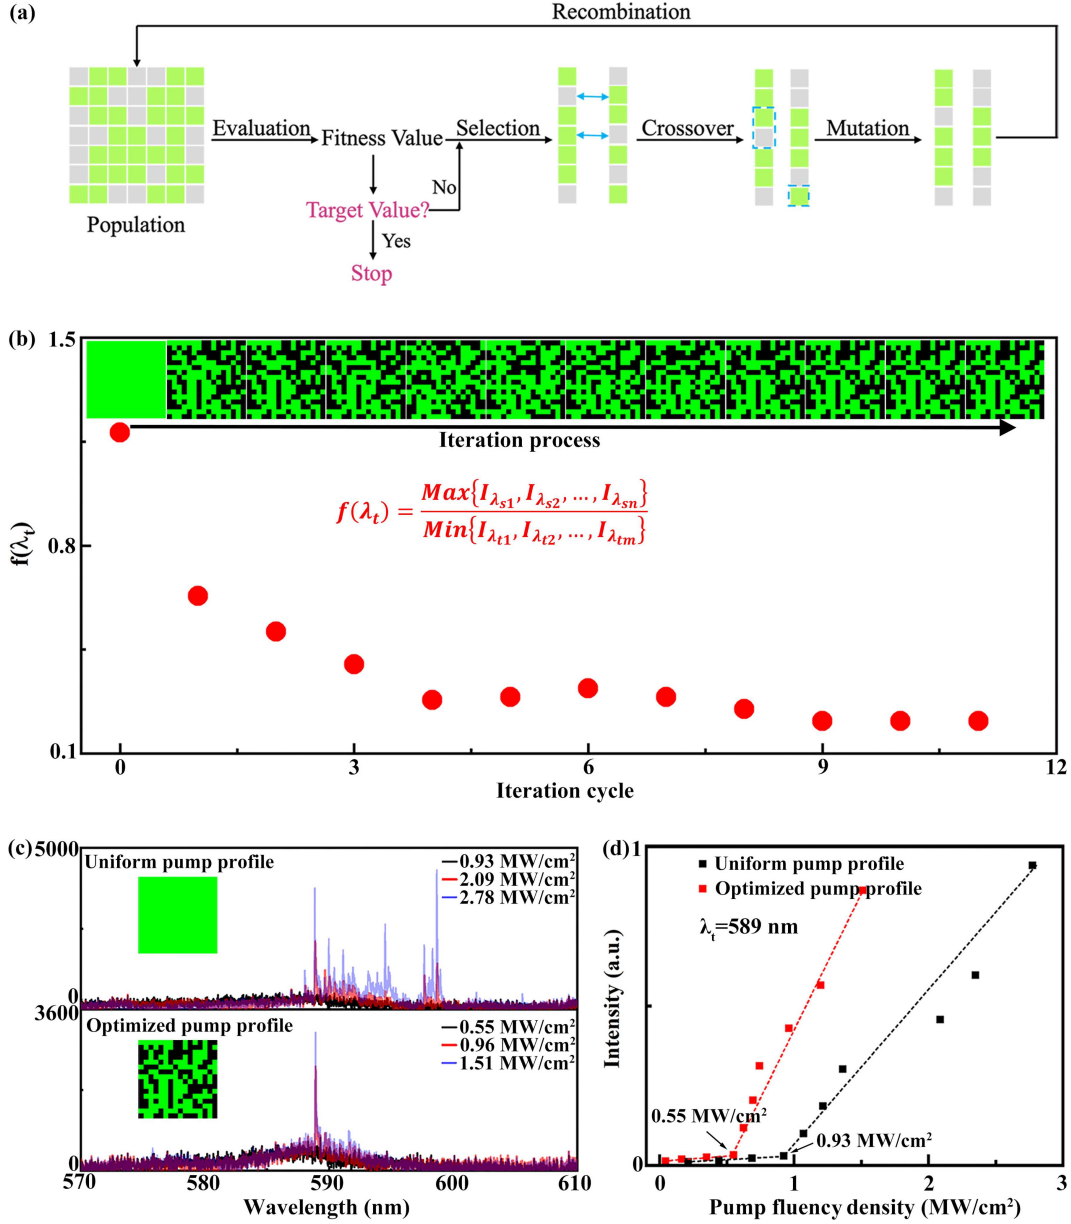 (a)
Recombination
Evaluation
Fitness Value
Selection
Crossover
Mutation
No
Target Value?
Population
Yes
Stop
(b)
1.5
Iteration process
f(λt) = Max{Iλs1, Iλs2, ..., Iλsn} / Min{Iλt1, Iλt2, ..., Iλtm}
f(λt)
0.8
0.1
0 3 6 9 12
Iteration cycle
(c)
5000
Uniform pump profile
0.93 MW/cm²
2.09 MW/cm²
2.78 MW/cm²
0
3600
Optimized pump profile
0.55 MW/cm²
0.96 MW/cm²
1.51 MW/cm²
0
570 580 590 600 610
Wavelength (nm)
(d)
1
Uniform pump profile
Optimized pump profile
λt=589 nm
Intensity (a.u.)
0.55 MW/cm²
0.93 MW/cm²
0
0 1 2 3
Pump fluency density (MW/cm²)